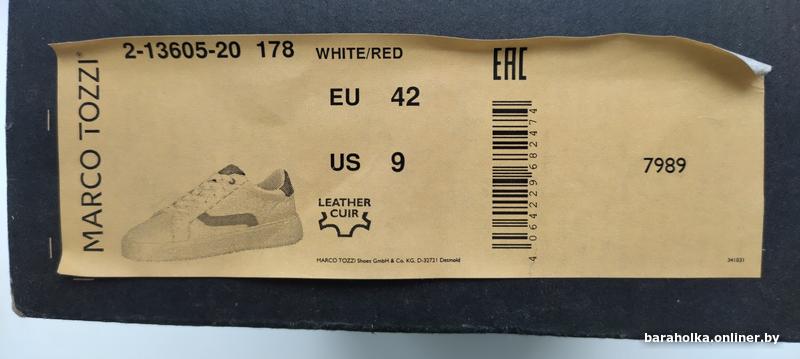 MARCO TOZZI
2-13605-20 178 WHITE/RED
EU 42
US 9
LEATHER
CUIR
MARCO TOZZI Shoes GmbH & Co. KG, D-32721 Detmold
EAC
4 064229 682474
7989
341031
baraholka.onliner.by